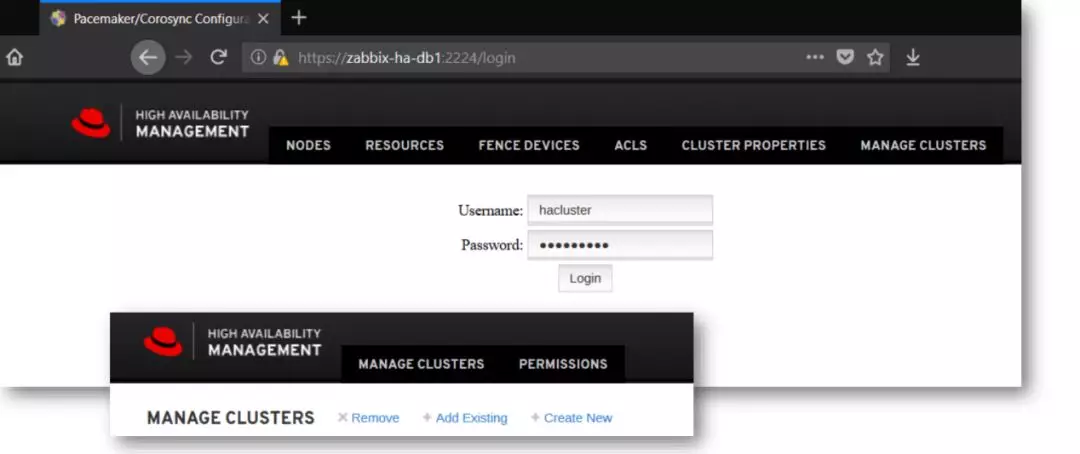 Pacemaker/Corosync Configura
https://zabbix-ha-db1:2224/login
HIGH AVAILABILITY
MANAGEMENT
NODES RESOURCES FENCE DEVICES ACLS CLUSTER PROPERTIES MANAGE CLUSTERS
Username: hacluster
Password: •••••••••
Login
HIGH AVAILABILITY
MANAGEMENT
MANAGE CLUSTERS PERMISSIONS
MANAGE CLUSTERS Remove Add Existing Create New